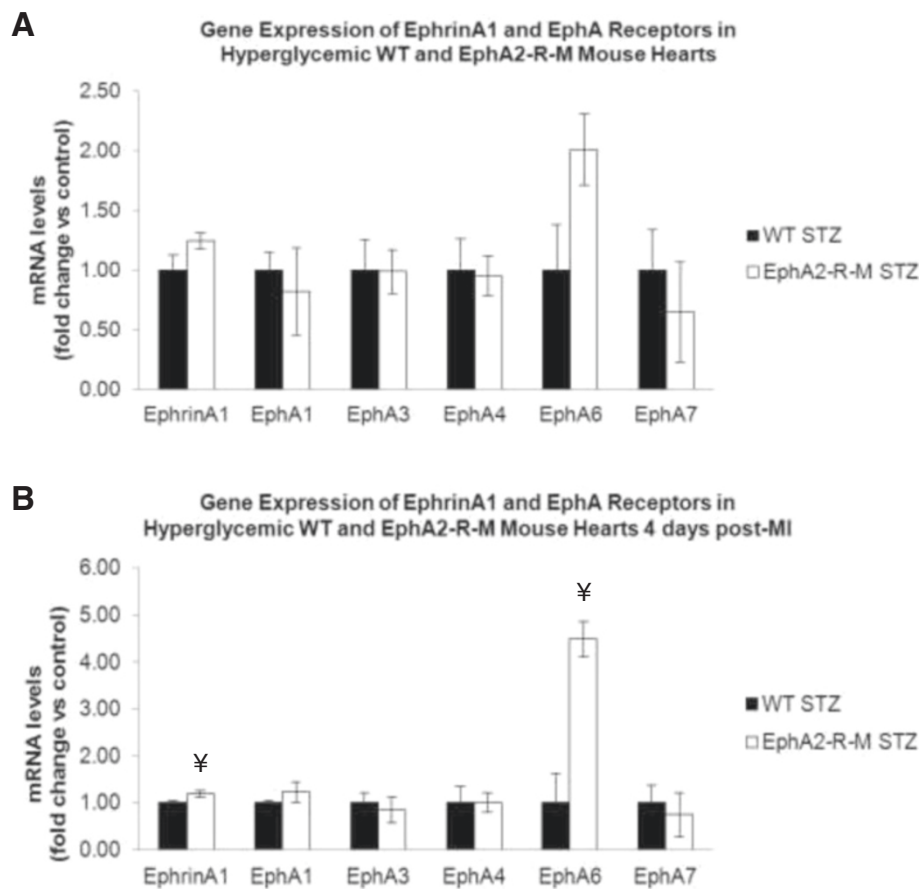 A
Gene Expression of EphrinA1 and EphA Receptors in
Hyperglycemic WT and EphA2-R-M Mouse Hearts
mRNA levels
(fold change vs control)
2.50
2.00
1.50
1.00
0.50
0.00
EphrinA1 EphA1 EphA3 EphA4 EphA6 EphA7
WT STZ
EphA2-R-M STZ
B
Gene Expression of EphrinA1 and EphA Receptors in
Hyperglycemic WT and EphA2-R-M Mouse Hearts 4 days post-MI
mRNA levels
(fold change vs control)
6.00
5.00
4.00
3.00
2.00
1.00
0.00
¥
¥
EphrinA1 EphA1 EphA3 EphA4 EphA6 EphA7
WT STZ
EphA2-R-M STZ